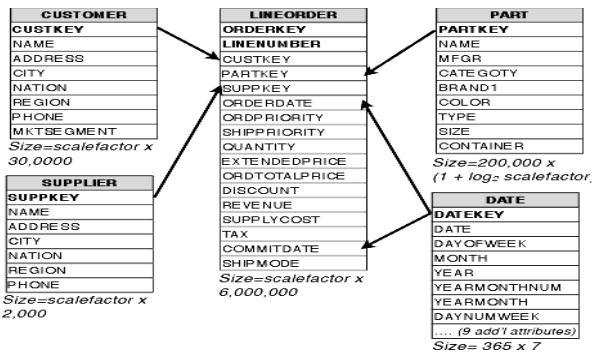 CUSTOMER
CUSTKEY
NAME
ADDRESS
CITY
NATION
REGION
PHONE
MKTSEGMENT
Size=scalefactor x
30,0000
SUPPLIER
SUPPKEY
NAME
ADDRESS
CITY
NATION
REGION
PHONE
Size=scalefactor x
2,000
LINEORDER
ORDERKEY
LINENUMBER
CUSTKEY
PARTKEY
SUPPKEY
ORDERDATE
ORDPRIORITY
SHIPPRIORITY
QUANTITY
EXTENDEDPRICE
ORDTOTALPRICE
DISCOUNT
REVENUE
SUPPLYCOST
TAX
COMMITDATE
SHIPMODE
Size=scalefactor x
6,000,000
PART
PARTKEY
NAME
MFGR
CATEGOTY
BRAND1
COLOR
TYPE
SIZE
CONTAINER
Size=200,000 x
(1 + log₂ scalefactor)
DATE
DATEKEY
DATE
DAYOFWEEK
MONTH
YEAR
YEARMONTHNUM
YEARMONTH
DAYNUMWEEK
.... (9 add'l attributes)
Size= 365 x 7